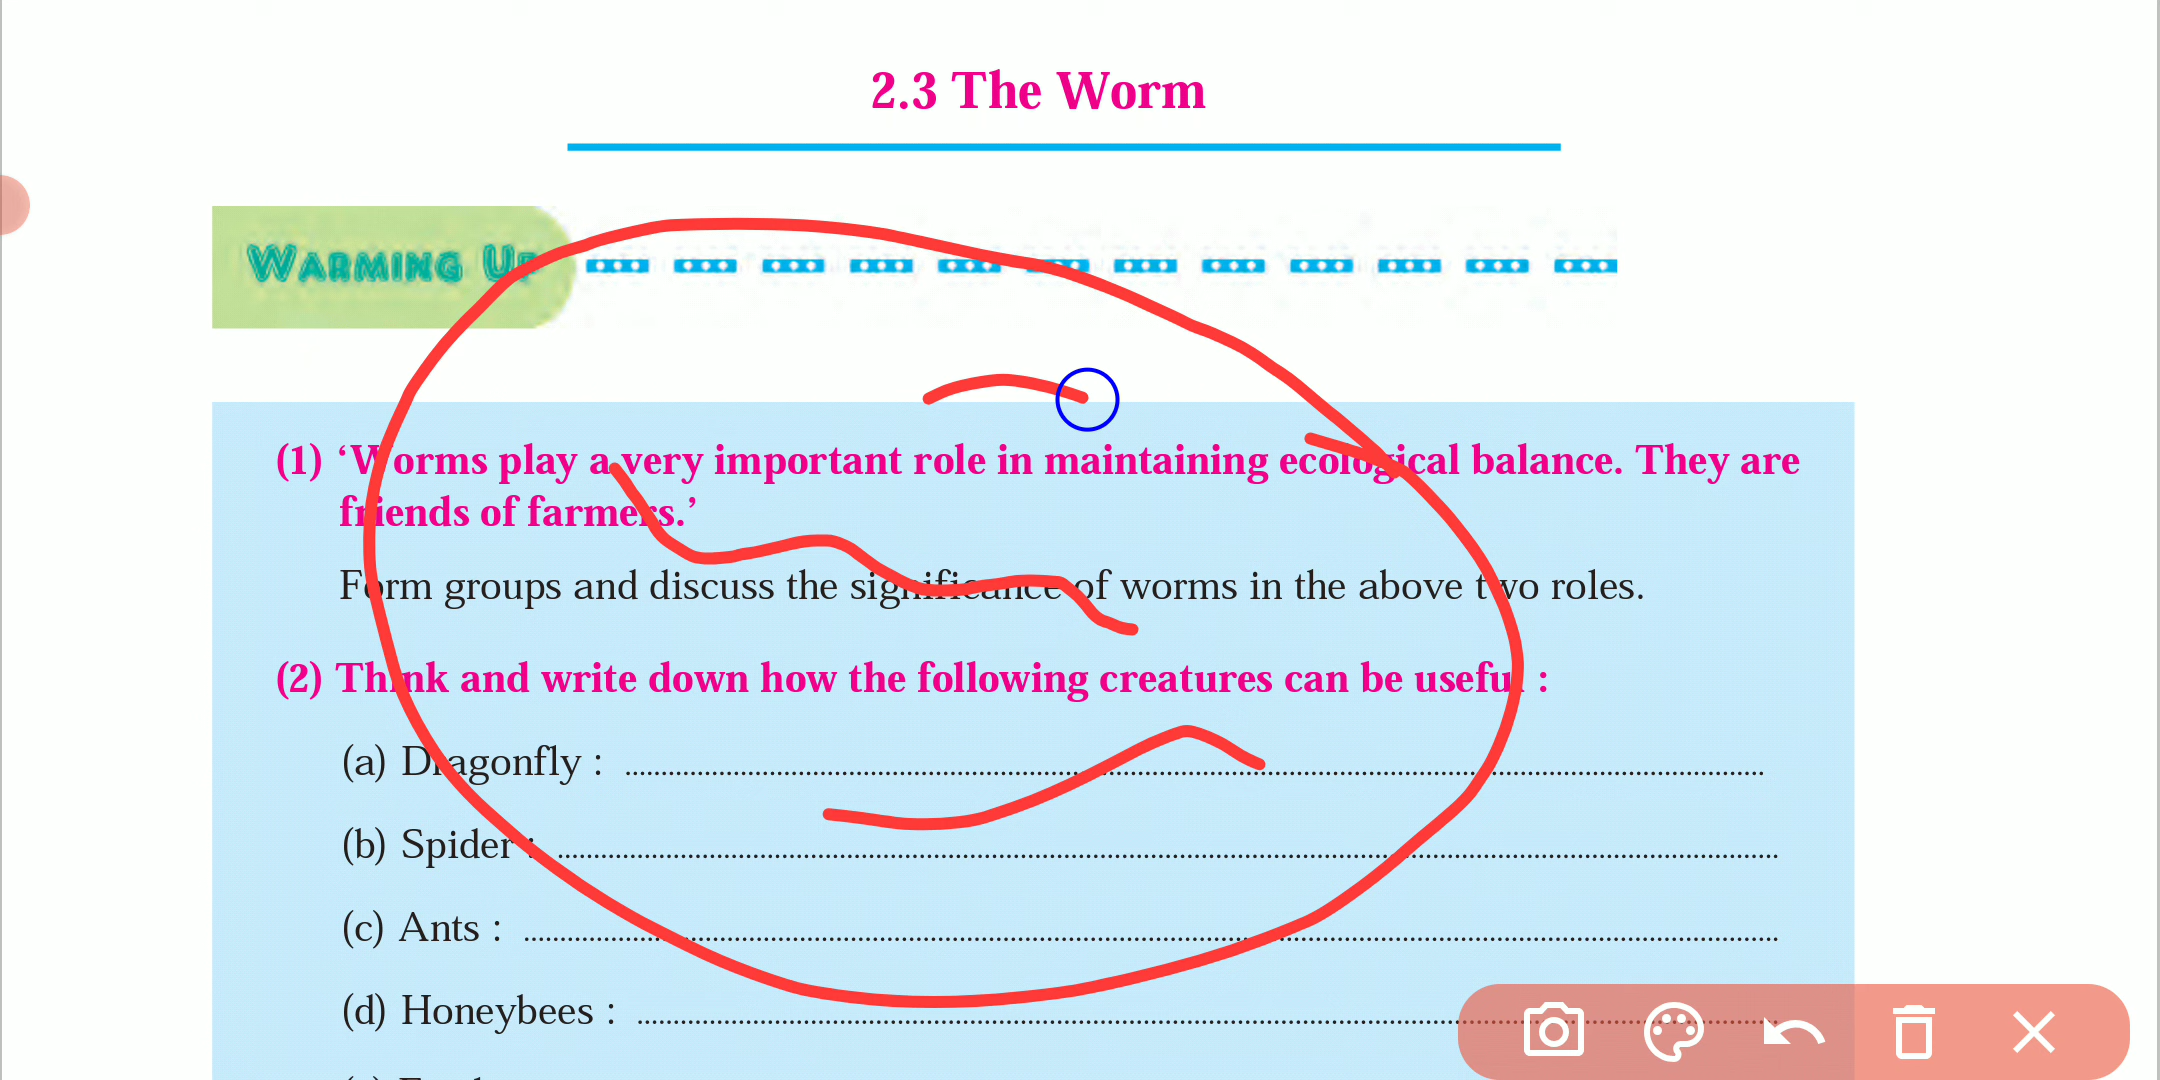 2.3 The Worm
WARMING UP
(1) ‘Worms play a very important role in maintaining ecological balance. They are
friends of farmers.’
Form groups and discuss the significance of worms in the above two roles.
(2) Think and write down how the following creatures can be useful :
(a) Dragonfly :
(b) Spider :
(c) Ants :
(d) Honeybees :